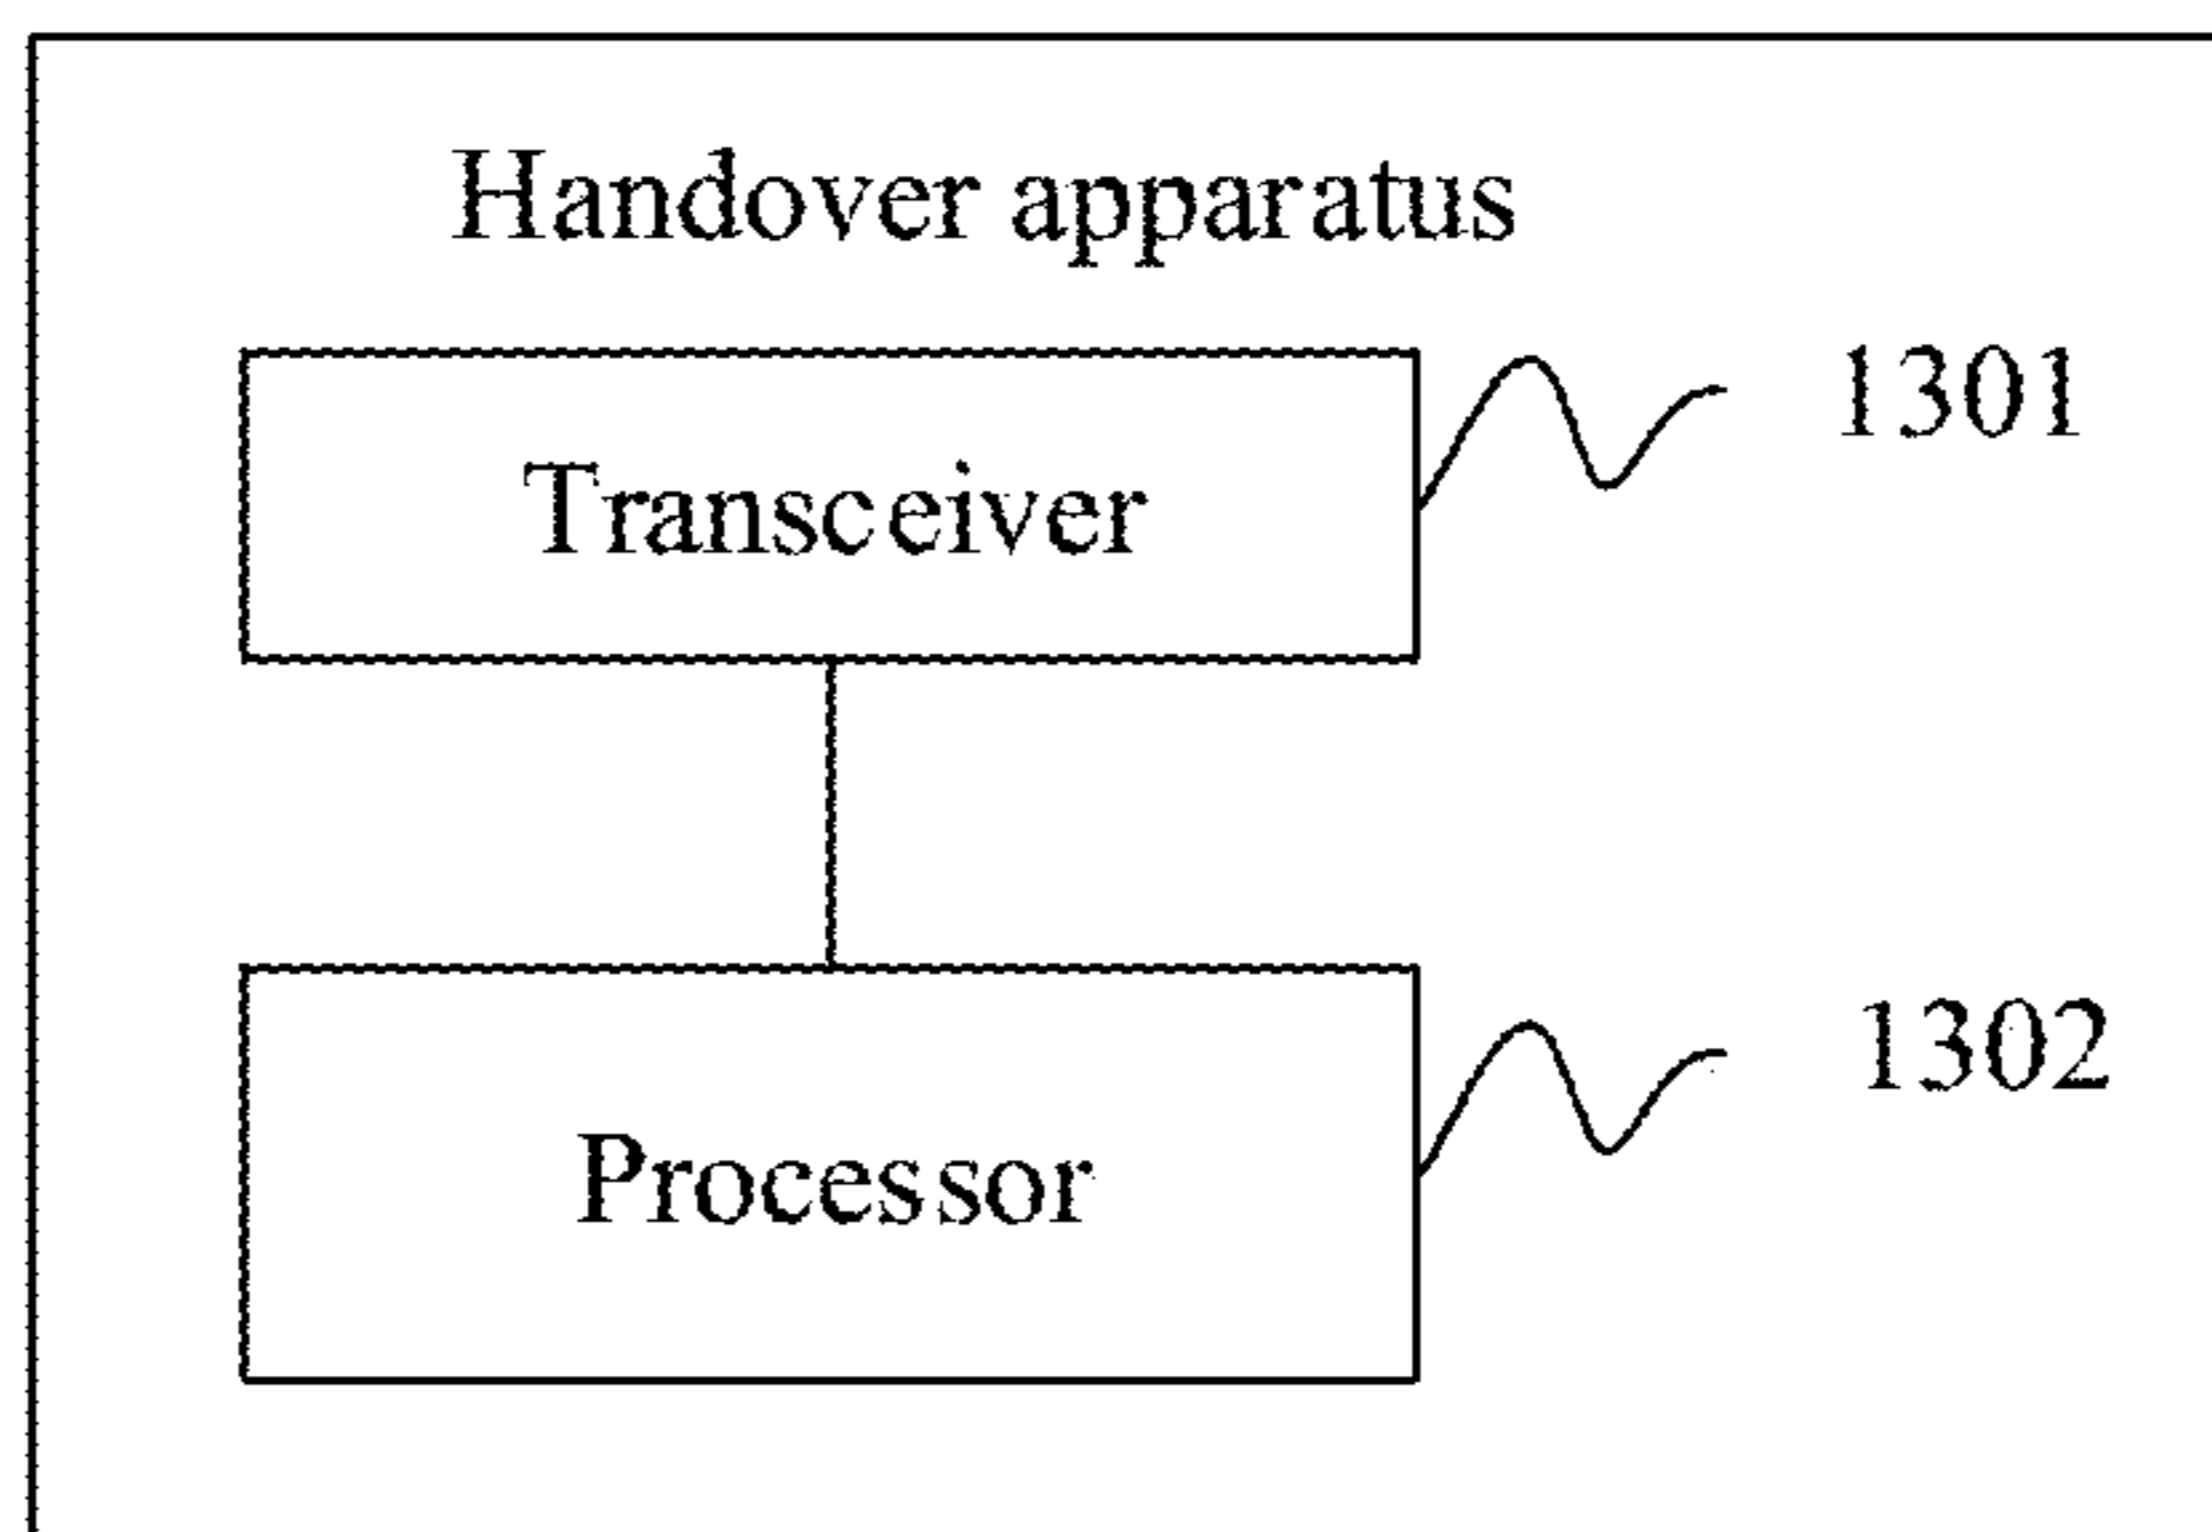 Handover apparatus
1301
Transceiver
1302
Processor